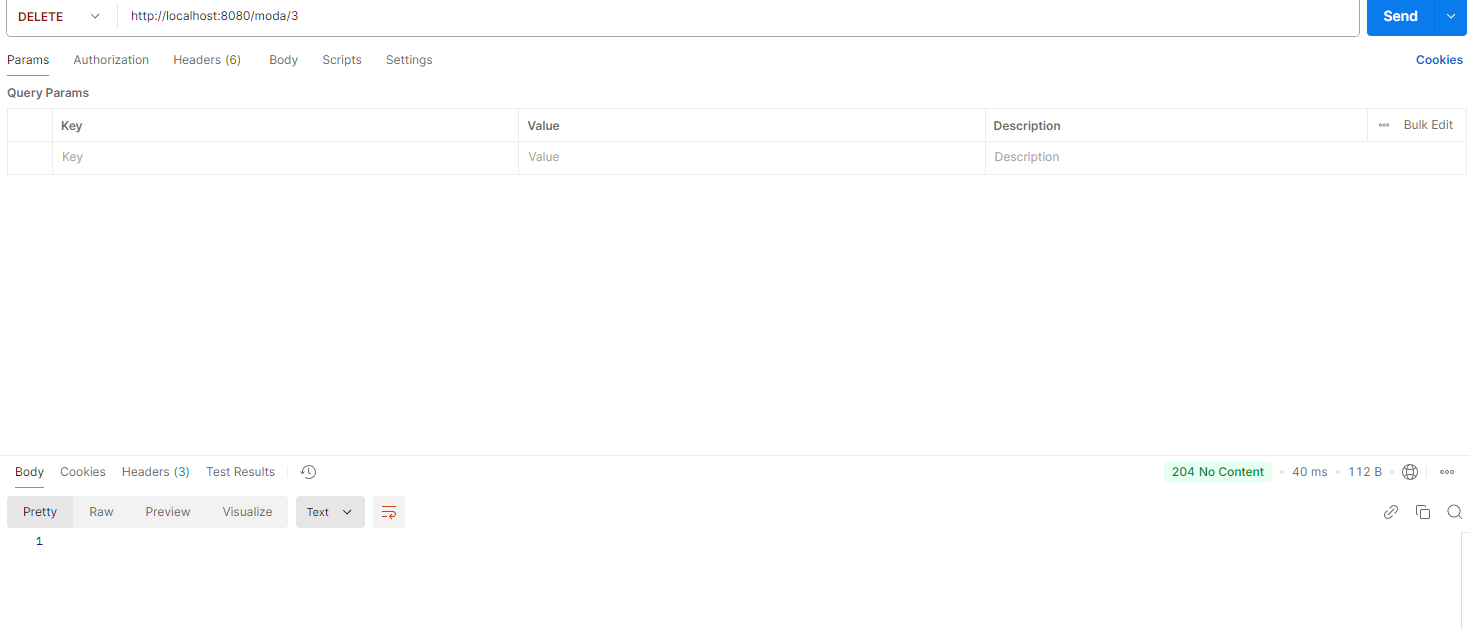 DELETE http://localhost:8080/moda/3 Send
Params Authorization Headers (6) Body Scripts Settings Cookies
Query Params
Key Value Description Bulk Edit
Key Value Description
Body Cookies Headers (3) Test Results 204 No Content 40 ms 112 B
Pretty Raw Preview Visualize Text
1